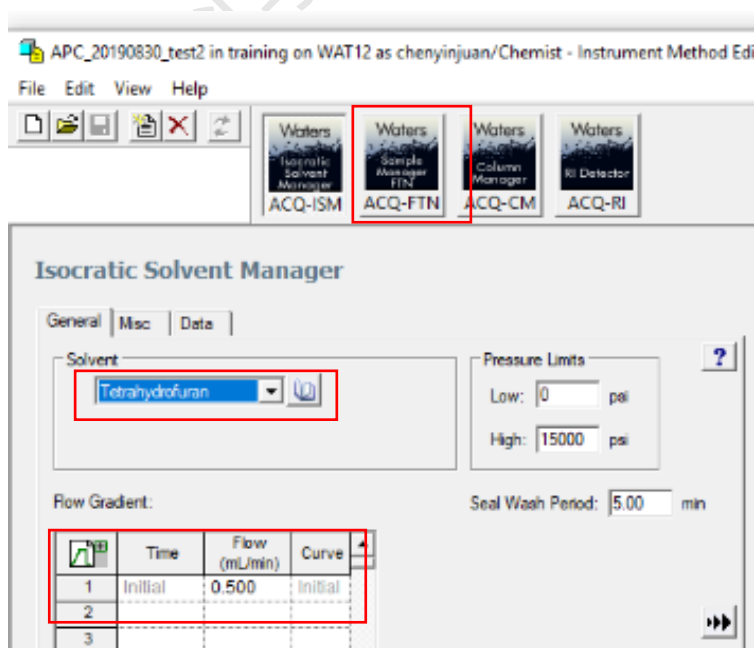 APC_20190830_test2 in training on WAT12 as chenyinjuan/Chemist - Instrument Method Edi
File Edit View Help
Waters Waters Waters Waters
Isocratic Solvent Manager Sample Manager FTN Column Manager RI Detector
ACQ-ISM ACQ-FTN ACQ-CM ACQ-RI
Isocratic Solvent Manager
General Misc Data
Solvent Pressure Limits ?
Tetrahydrofuran Low: 0 psi
High: 15000 psi
Flow Gradient: Seal Wash Period: 5.00 min
Time Flow (mL/min) Curve
1 Initial 0.500 Initial
2
3